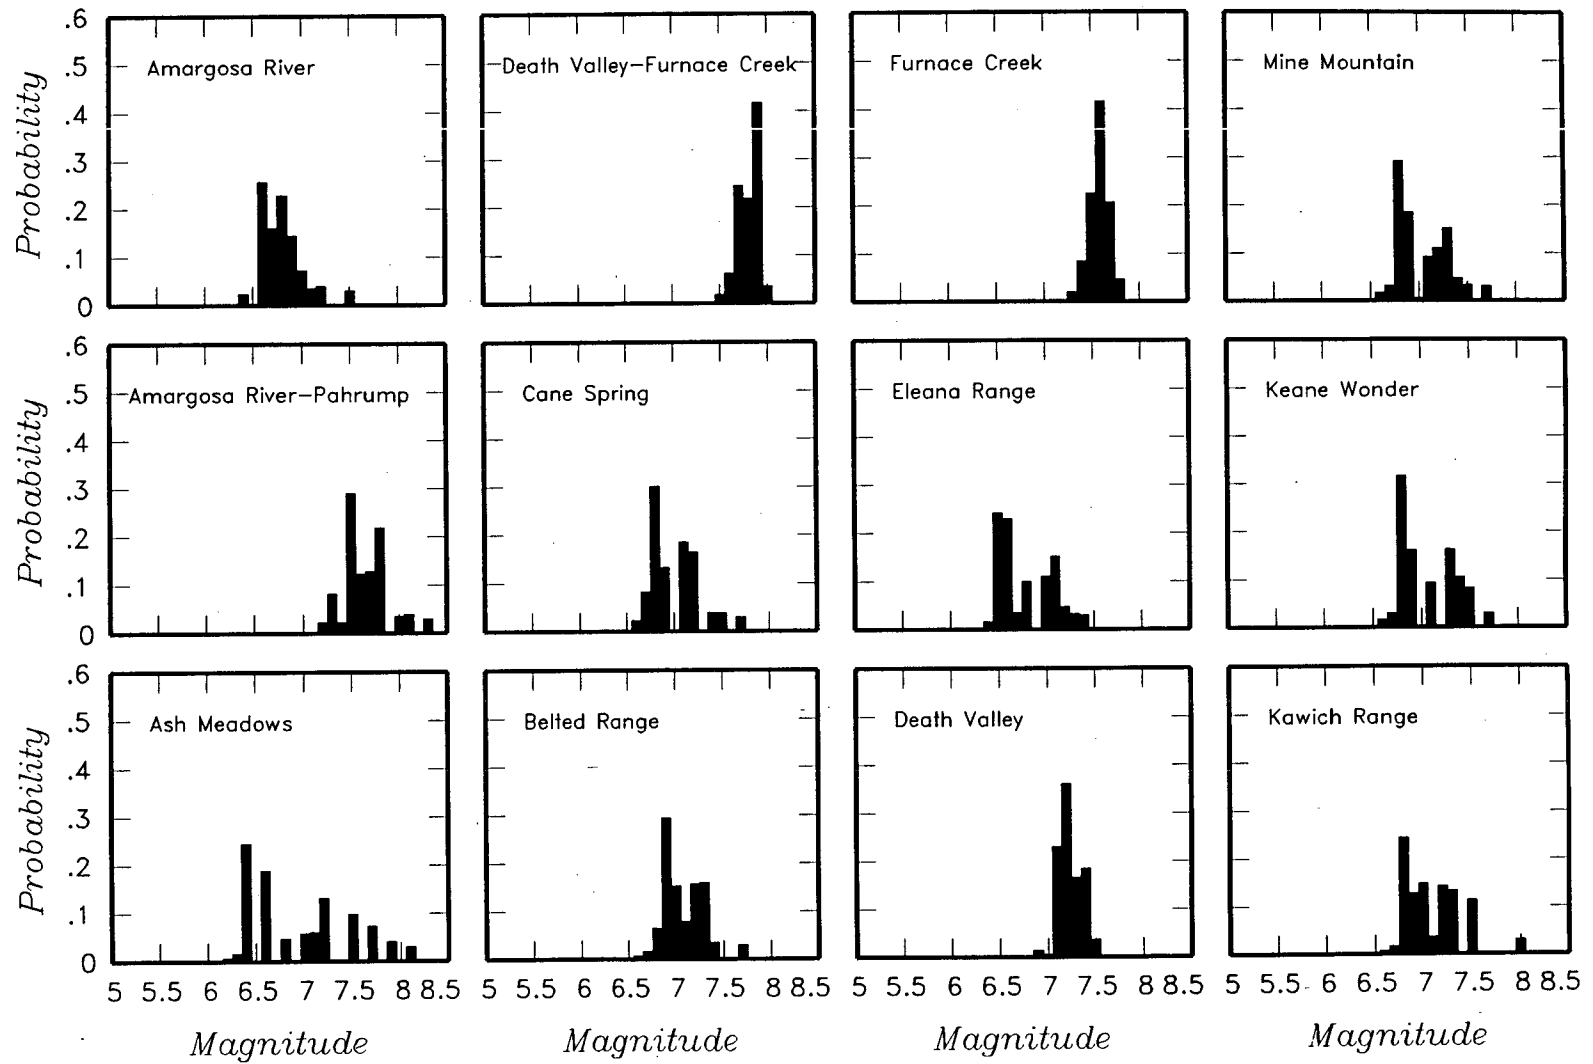 .6
.5
.4
.3
.2
.1
0
Probability
Amargosa River
Death Valley-Furnace Creek
Furnace Creek
Mine Mountain
.6
.5
.4
.3
.2
.1
0
Probability
Amargosa River-Pahrump
Cane Spring
Eleana Range
Keane Wonder
.6
.5
.4
.3
.2
.1
0
Probability
Ash Meadows
Belted Range
Death Valley
Kawich Range
5 5.5 6 6.5 7 7.5 8 8.5
5 5.5 6 6.5 7 7.5 8 8.5
5 5.5 6 6.5 7 7.5 8 8.5
5 5.5 6 6.5 7 7.5 8 8.5
Magnitude
Magnitude
Magnitude
Magnitude